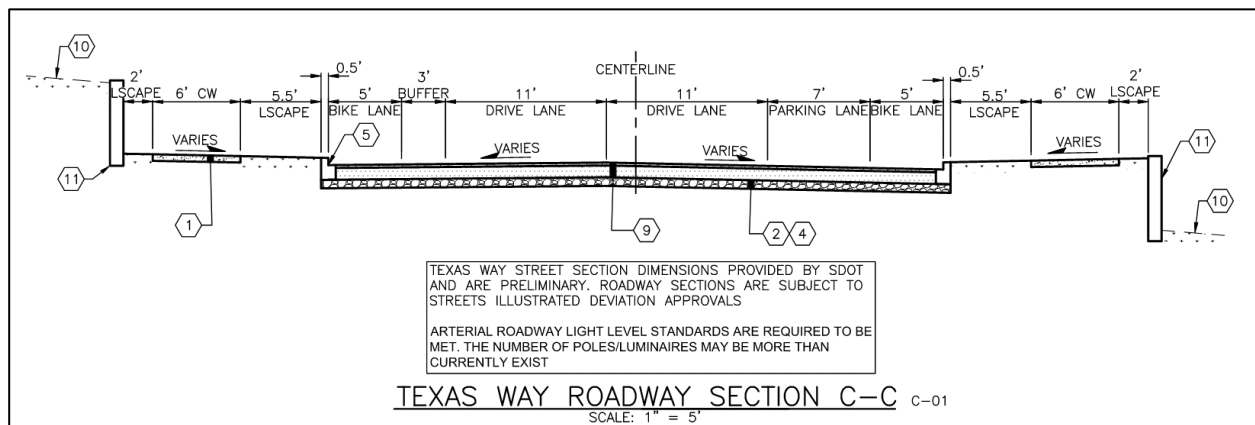 10
2'
LSCAPE
6' CW
5.5'
LSCAPE
0.5'
5'
BIKE LANE
3'
BUFFER
11'
DRIVE LANE
CENTERLINE
11'
DRIVE LANE
7'
PARKING LANE
5'
BIKE LANE
0.5'
5.5'
LSCAPE
6' CW
2'
LSCAPE
VARIES
5
VARIES
VARIES
VARIES
11
11
10
1
9
2
4
TEXAS WAY STREET SECTION DIMENSIONS PROVIDED BY SDOT
AND ARE PRELIMINARY. ROADWAY SECTIONS ARE SUBJECT TO
STREETS ILLUSTRATED DEVIATION APPROVALS
ARTERIAL ROADWAY LIGHT LEVEL STANDARDS ARE REQUIRED TO BE
MET. THE NUMBER OF POLES/LUMINAIRES MAY BE MORE THAN
CURRENTLY EXIST
TEXAS WAY ROADWAY SECTION C-C C-01
SCALE: 1" = 5'